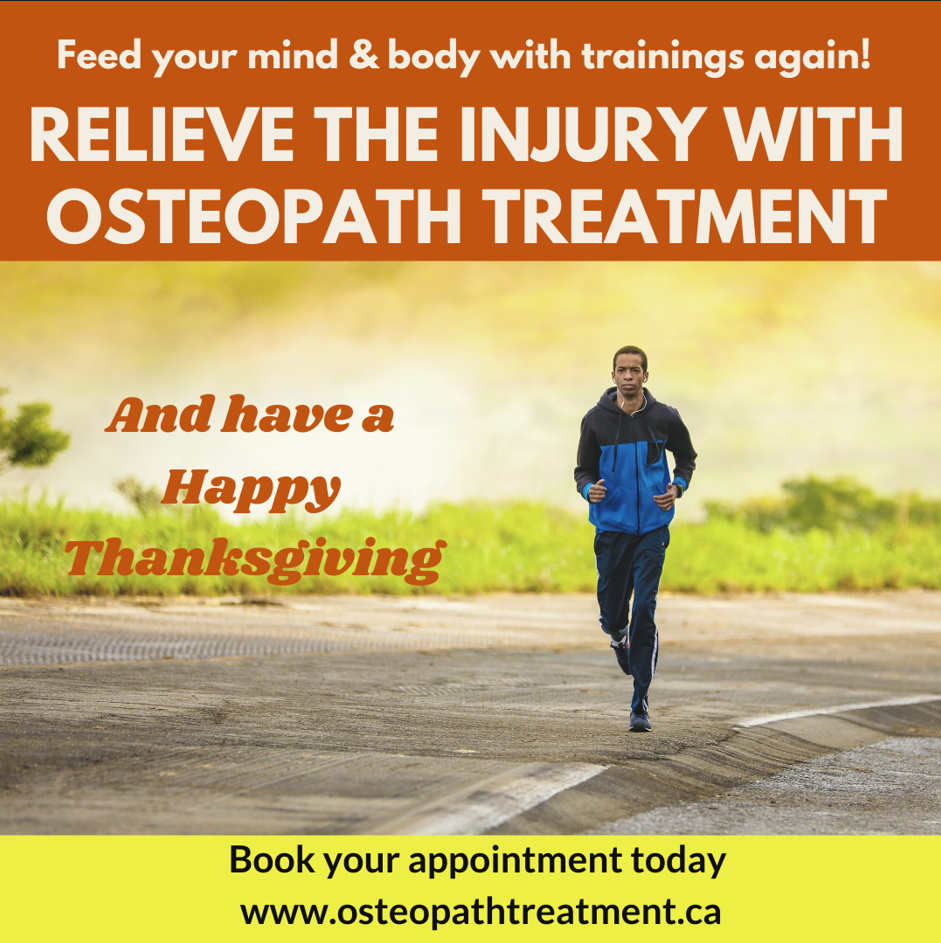 Feed your mind & body with trainings again!
RELIEVE THE INJURY WITH
OSTEOPATH TREATMENT
And have a
Happy
Thanksgiving
Book your appointment today
www.osteopathtreatment.ca